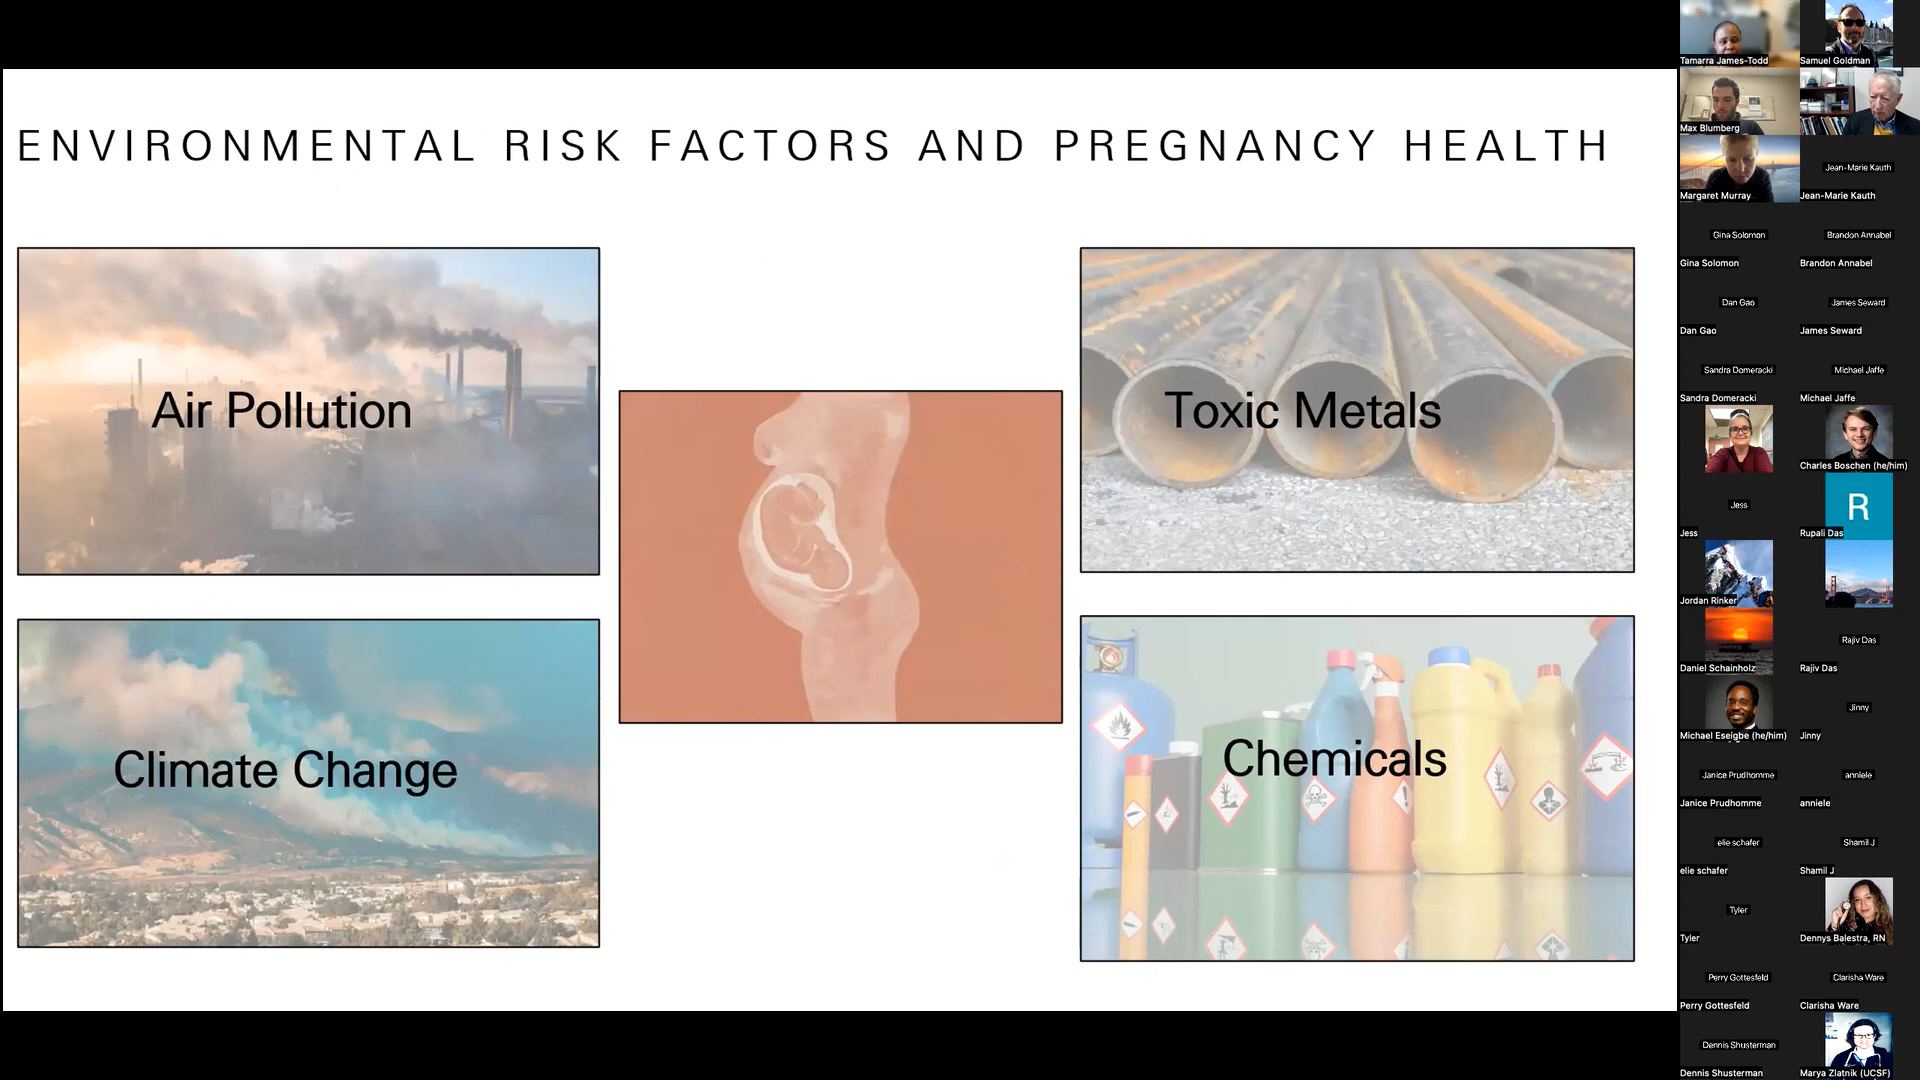 ENVIRONMENTAL RISK FACTORS AND PREGNANCY HEALTH
Air Pollution
Toxic Metals
Climate Change
Chemicals
Tamarra James-Todd
Samuel Goldman
Max Blumberg
Margaret Murray
Jean-Marie Kauth
Jean-Marie Kauth
Gina Solomon
Gina Solomon
Brandon Annabel
Brandon Annabel
Dan Gao
Dan Gao
James Seward
James Seward
Sandra Domeracki
Sandra Domeracki
Michael Jaffe
Michael Jaffe
Charles Boschen (he/him)
Jess
Jess
R
Rupali Das
Jordan Rinker
Daniel Schainholz
Rajiv Das
Rajiv Das
Michael Eseigbe (he/him)
Jinny
Jinny
Janice Prudhomme
Janice Prudhomme
anniele
anniele
elie schafer
elie schafer
Shamil J
Shamil J
Tyler
Tyler
Dennys Balestra, RN
Perry Gottesfeld
Perry Gottesfeld
Clarisha Ware
Clarisha Ware
Dennis Shusterman
Dennis Shusterman
Marya Zlatnik (UCSF)